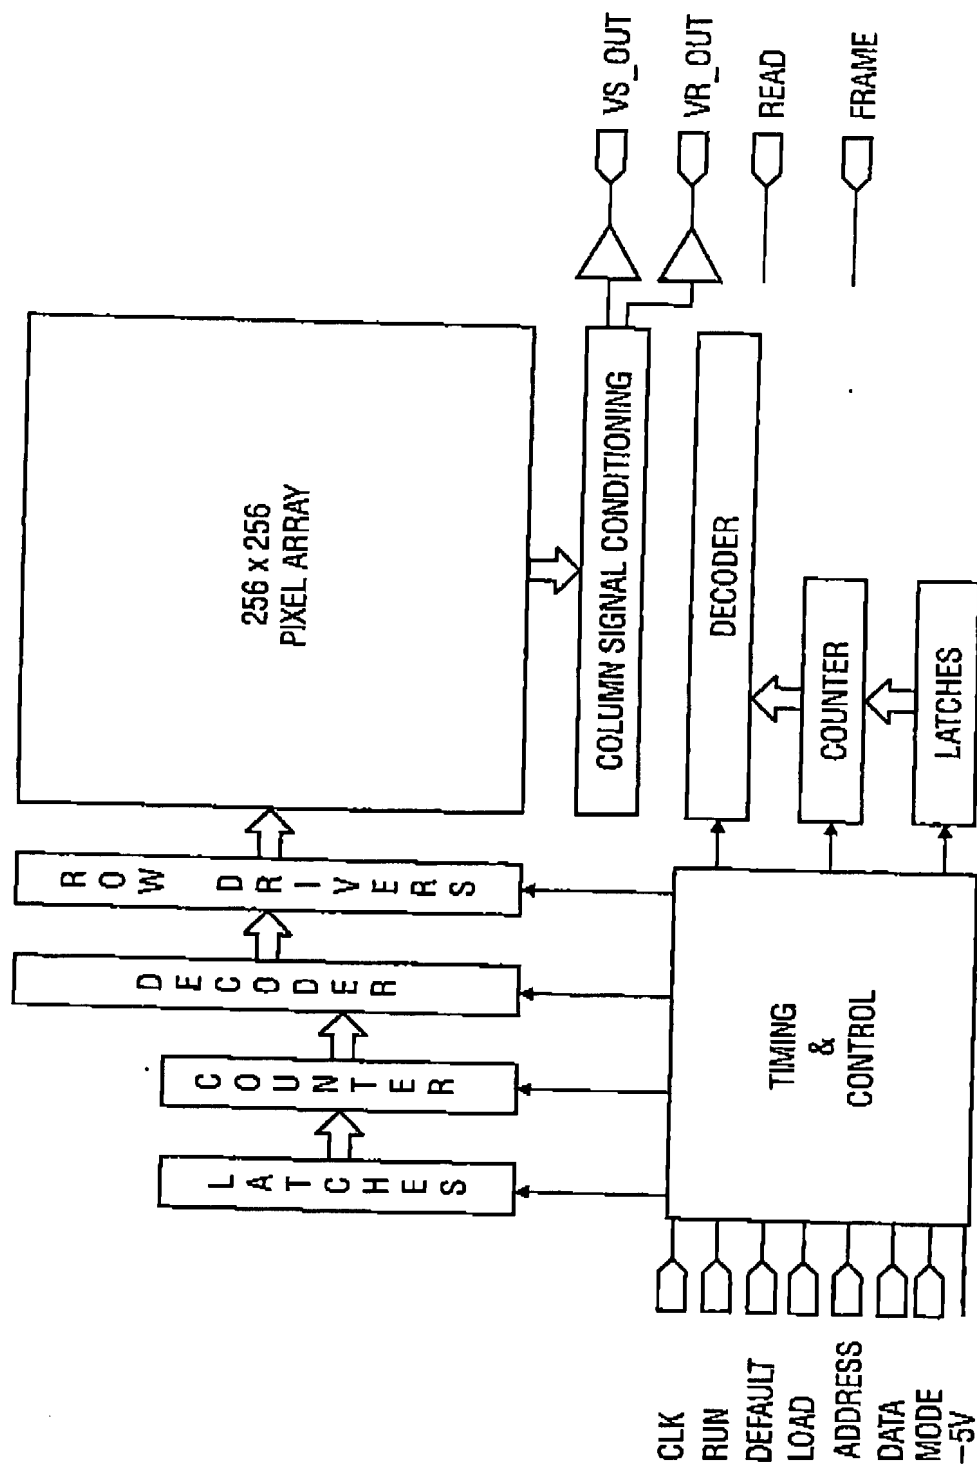 LATCHES
COUNTER
DECODER
ROW DRIVERS
256 x 256
PIXEL ARRAY
COLUMN SIGNAL CONDITIONING
VS_OUT
VR_OUT
READ
FRAME
DECODER
COUNTER
LATCHES
TIMING
&
CONTROL
CLK
RUN
DEFAULT
LOAD
ADDRESS
DATA
MODE
−5V